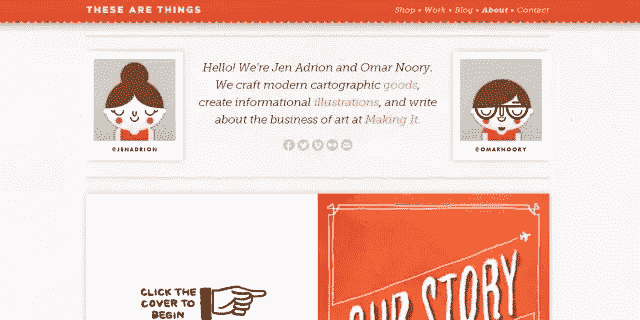 THESE ARE THINGS
Shop • Work • Blog • About • Contact
Hello! We're Jen Adrion and Omar Noory.
We craft modern cartographic goods,
create informational illustrations, and write
about the business of art at Making It.
@JENADRION
@OMARNOORY
CLICK THE
COVER TO
BEGIN
OUR STORY